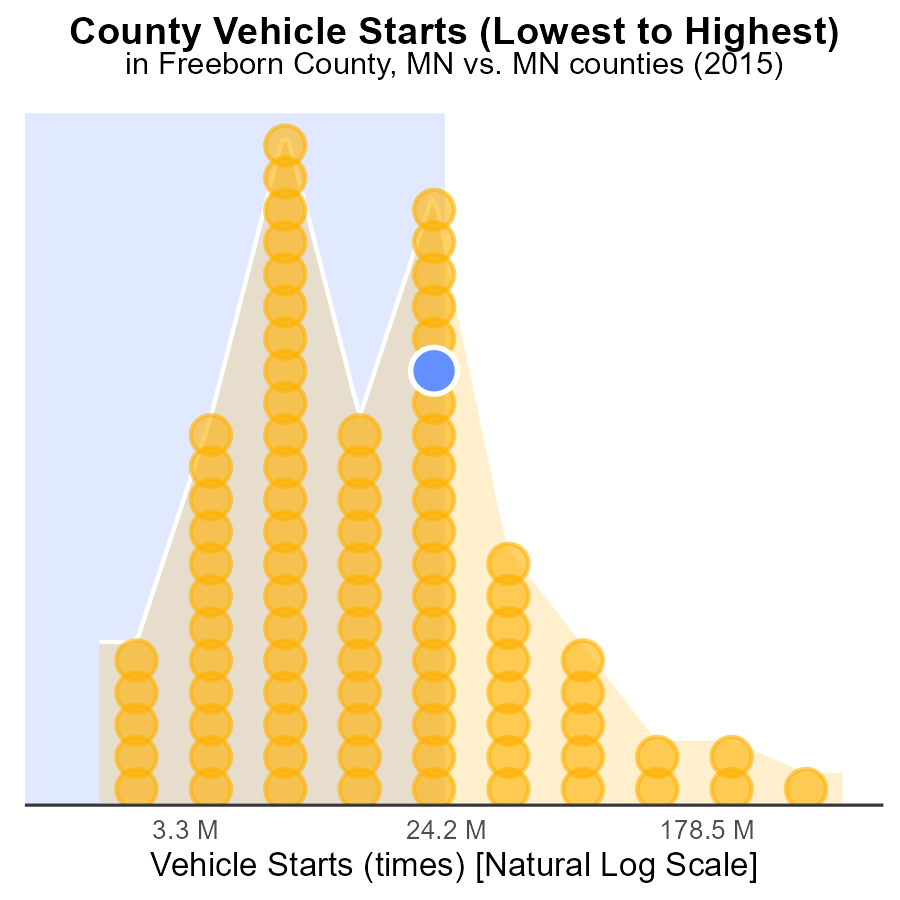 County Vehicle Starts (Lowest to Highest)
in Freeborn County, MN vs. MN counties (2015)
3.3 M 24.2 M 178.5 M
Vehicle Starts (times) [Natural Log Scale]